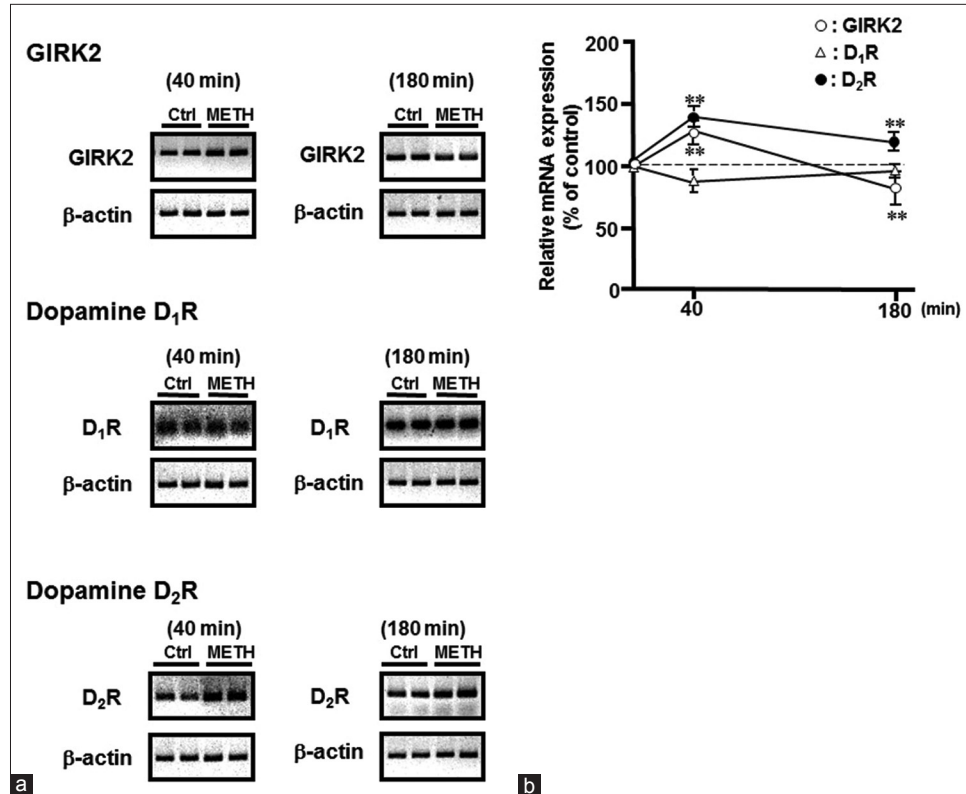 GIRK2
(40 min) (180 min)
Ctrl METH Ctrl METH
GIRK2 GIRK2
β-actin β-actin
Dopamine D₁R
(40 min) (180 min)
Ctrl METH Ctrl METH
D₁R D₁R
β-actin β-actin
Dopamine D₂R
(40 min) (180 min)
Ctrl METH Ctrl METH
D₂R D₂R
β-actin β-actin
a
○ : GIRK2
△ : D₁R
● : D₂R
Relative mRNA expression
(% of control)
200
150
100
50
0
**
**
**
**
40 180 (min)
b